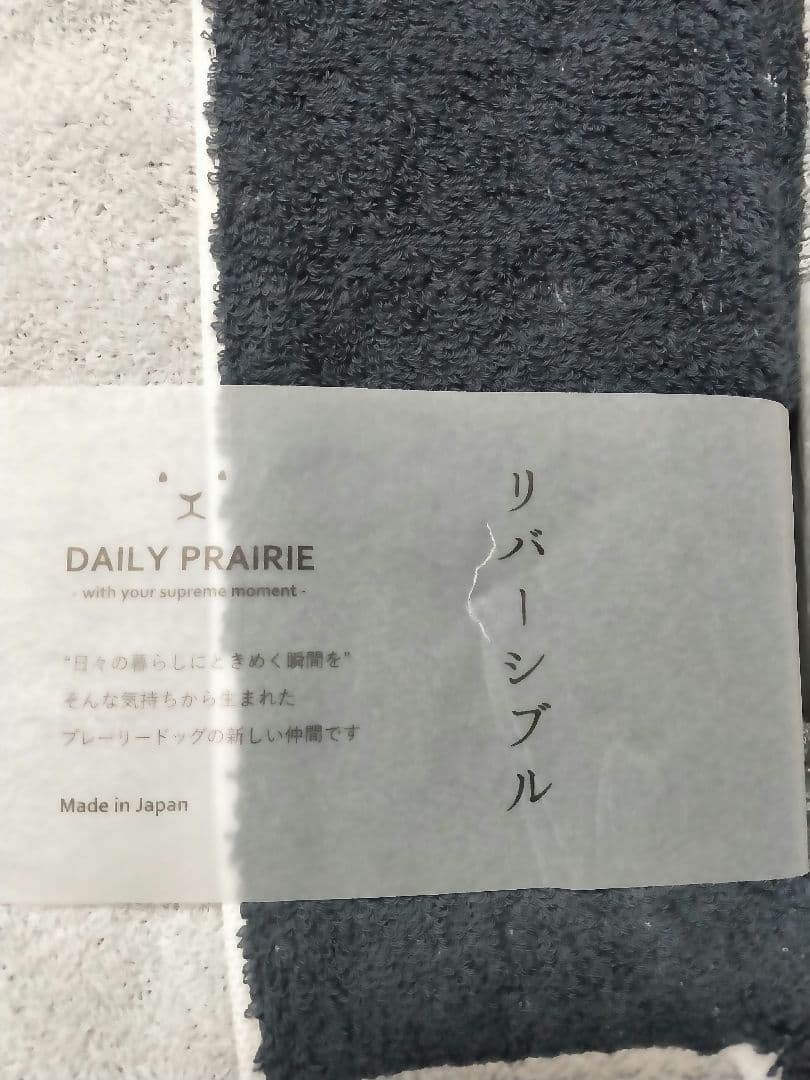 DAILY PRAIRIE
- with your supreme moment -
“日々の暮らしにときめく瞬間を”
そんな気持ちから生まれた
プレーリードッグの新しい仲間です
Made in Japan
リバーシブル